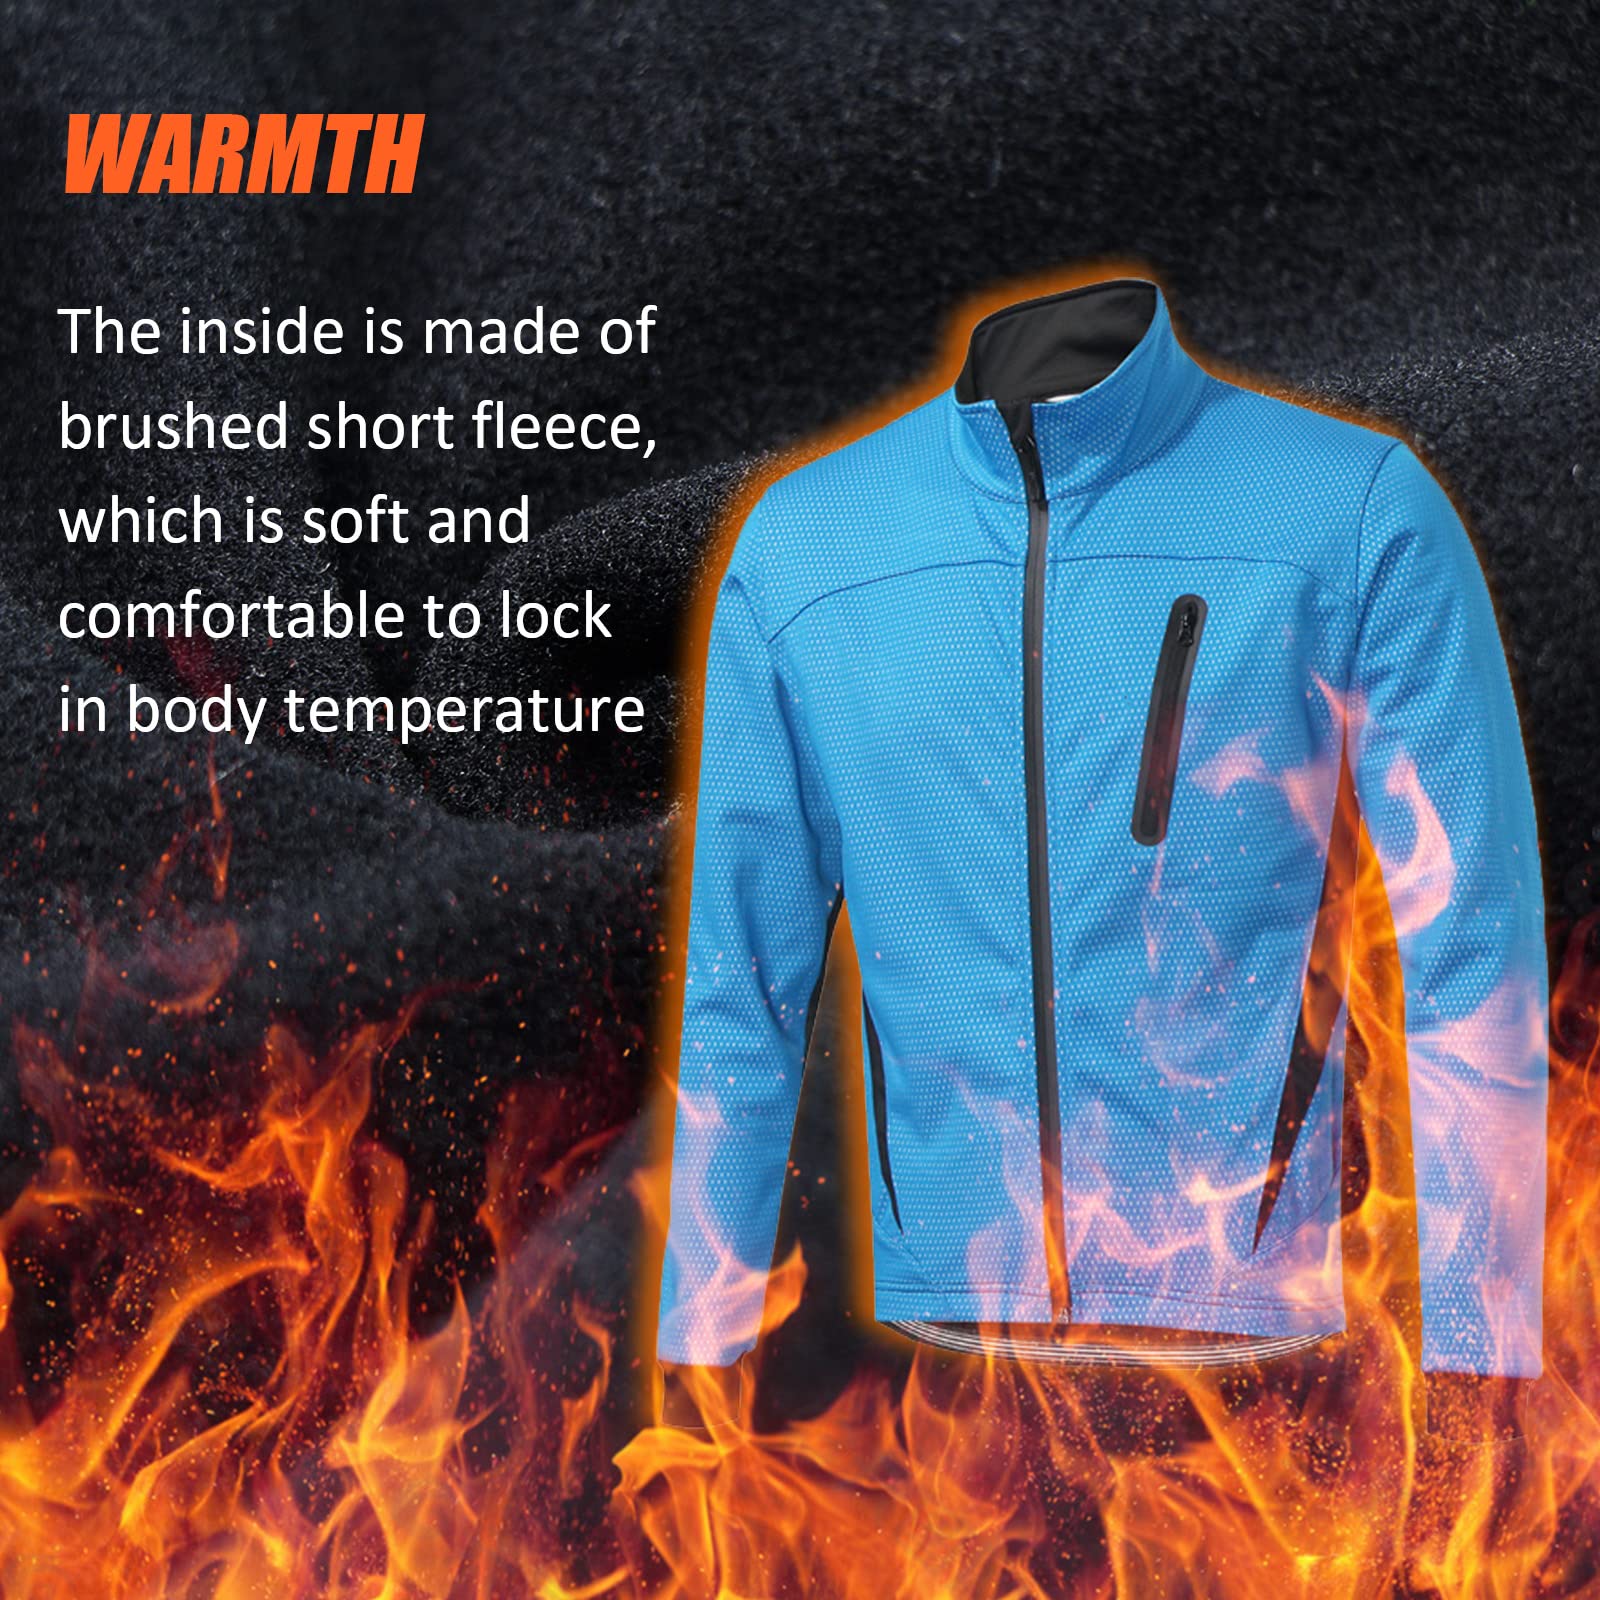 WARMTH
The inside is made of
brushed short fleece,
which is soft and
comfortable to lock
in body temperature